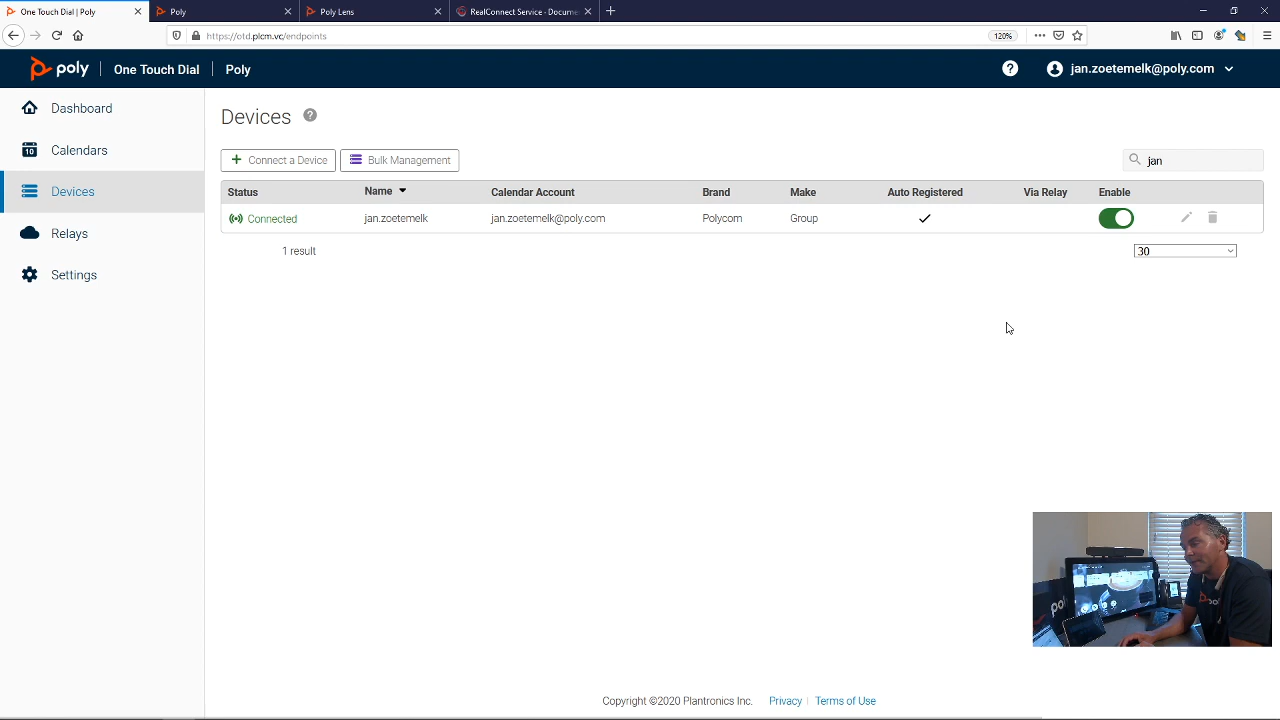 One Touch Dial | Poly
Poly
Poly Lens
RealConnect Service - Docume
https://otd.plcm.vc/endpoints
120%
poly
One Touch Dial
Poly
jan.zoetemelk@poly.com
Dashboard
Calendars
10
Devices
Relays
Settings
Devices
Connect a Device
Bulk Management
jan
Status Name Calendar Account Brand Make Auto Registered Via Relay Enable
Connected jan.zoetemelk jan.zoetemelk@poly.com Polycom Group
1 result
30
Copyright ©2020 Plantronics Inc. Privacy | Terms of Use